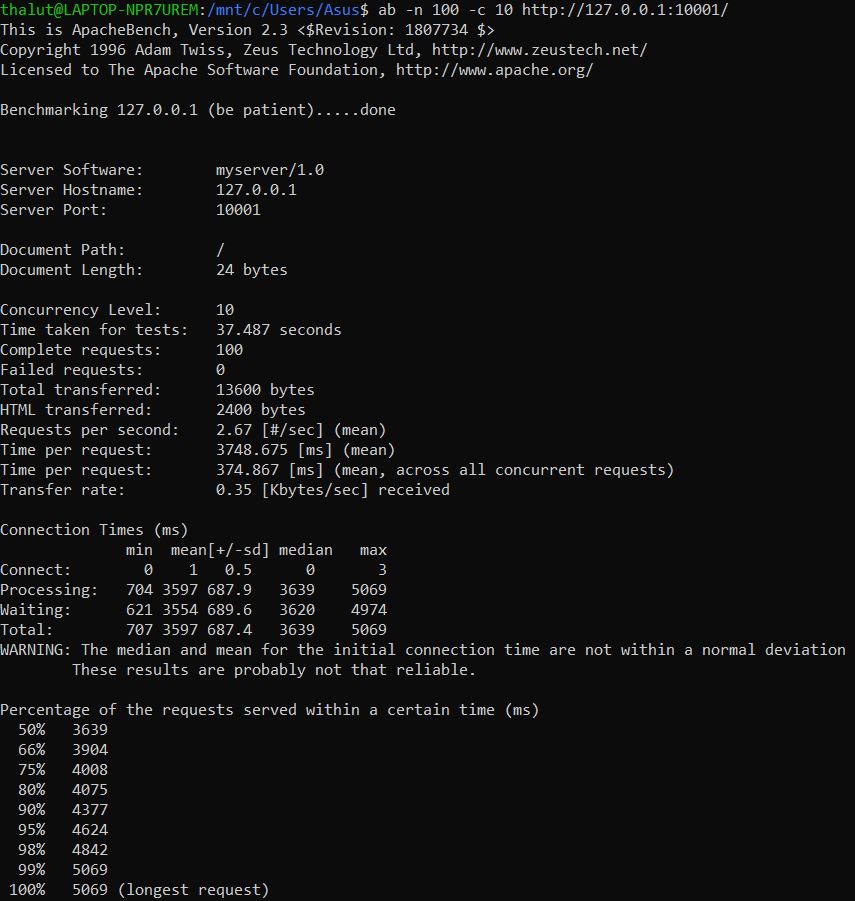 thalut@LAPTOP-NPR7UREM:/mnt/c/Users/Asus$ ab -n 100 -c 10 http://127.0.0.1:10001/
This is ApacheBench, Version 2.3 <$Revision: 1807734 $>
Copyright 1996 Adam Twiss, Zeus Technology Ltd, http://www.zeustech.net/
Licensed to The Apache Software Foundation, http://www.apache.org/

Benchmarking 127.0.0.1 (be patient).....done


Server Software:        myserver/1.0
Server Hostname:        127.0.0.1
Server Port:            10001

Document Path:          /
Document Length:        24 bytes

Concurrency Level:      10
Time taken for tests:   37.487 seconds
Complete requests:      100
Failed requests:        0
Total transferred:      13600 bytes
HTML transferred:       2400 bytes
Requests per second:    2.67 [#/sec] (mean)
Time per request:       3748.675 [ms] (mean)
Time per request:       374.867 [ms] (mean, across all concurrent requests)
Transfer rate:          0.35 [Kbytes/sec] received

Connection Times (ms)
              min  mean[+/-sd] median   max
Connect:        0    1   0.5      0       3
Processing:   704 3597 687.9   3639    5069
Waiting:      621 3554 689.6   3620    4974
Total:        707 3597 687.4   3639    5069
WARNING: The median and mean for the initial connection time are not within a normal deviation
        These results are probably not that reliable.

Percentage of the requests served within a certain time (ms)
  50%   3639
  66%   3904
  75%   4008
  80%   4075
  90%   4377
  95%   4624
  98%   4842
  99%   5069
 100%   5069 (longest request)